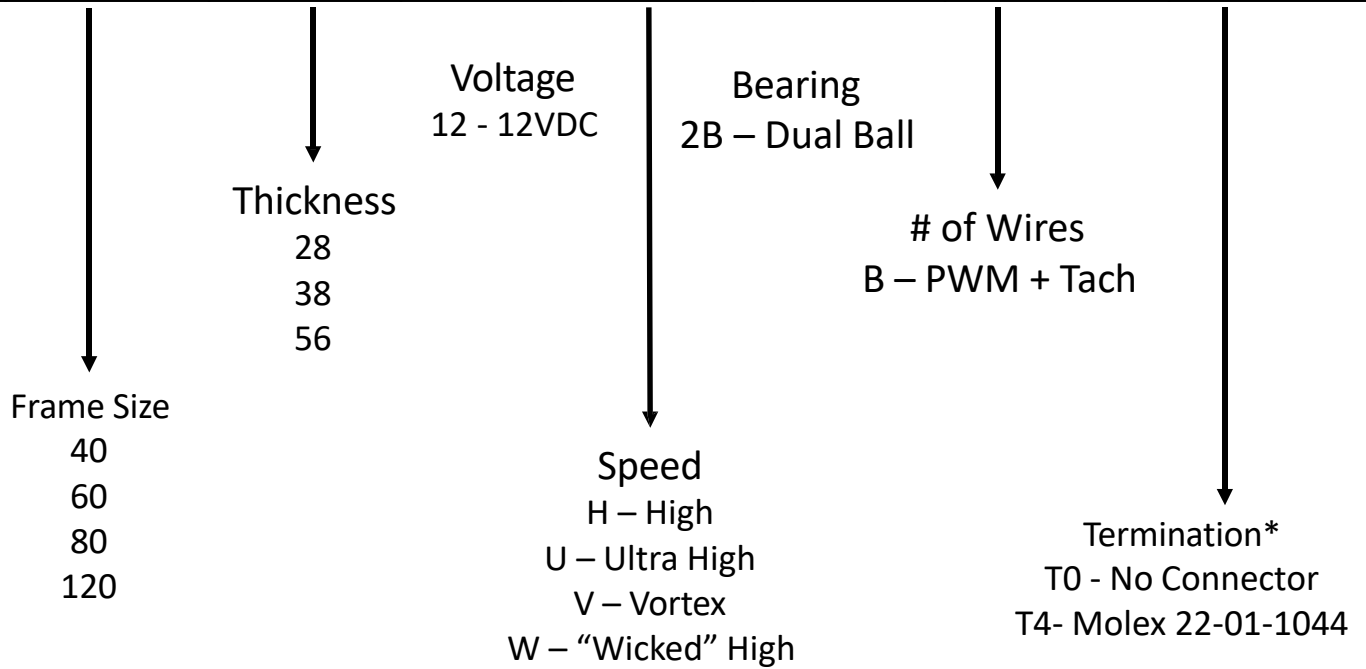 Voltage
12 - 12VDC
Bearing
2B – Dual Ball
Thickness
28
38
56
# of Wires
B – PWM + Tach
Frame Size
40
60
80
120
Speed
H – High
U – Ultra High
V – Vortex
W – “Wicked” High
Termination*
T0 - No Connector
T4- Molex 22-01-1044